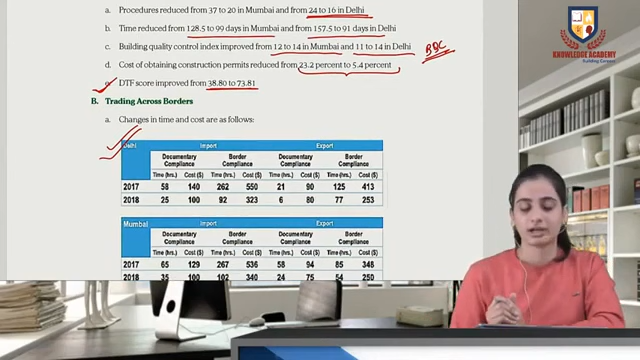 a. Procedures reduced from 37 to 20 in Mumbai and from 24 to 16 in Delhi
b. Time reduced from 128.5 to 99 days in Mumbai and from 157.5 to 91 days in Delhi
c. Building quality control index improved from 12 to 14 in Mumbai and 11 to 14 in Delhi
d. Cost of obtaining construction permits reduced from 23.2 percent to 5.4 percent
e. DTF score improved from 38.80 to 73.81
B. Trading Across Borders
a. Changes in time and cost are as follows:
Delhi Import Export
Documentary Compliance Border Compliance Documentary Compliance Border Compliance
Time (hrs.) Cost ($) Time (hrs.) Cost ($) Time (hrs.) Cost ($) Time (hrs.) Cost ($)
2017 58 140 262 550 21 90 125 413
2018 25 100 92 323 6 80 77 253
Mumbai Import Export
Documentary Compliance Border Compliance Documentary Compliance Border Compliance
Time (hrs.) Cost ($) Time (hrs.) Cost ($) Time (hrs.) Cost ($) Time (hrs.) Cost ($)
2017 65 129 267 536 58 94 85 348
2018 35 100 102 340 24 75 54 250
KNOWLEDGE ACADEMY
Building Careers